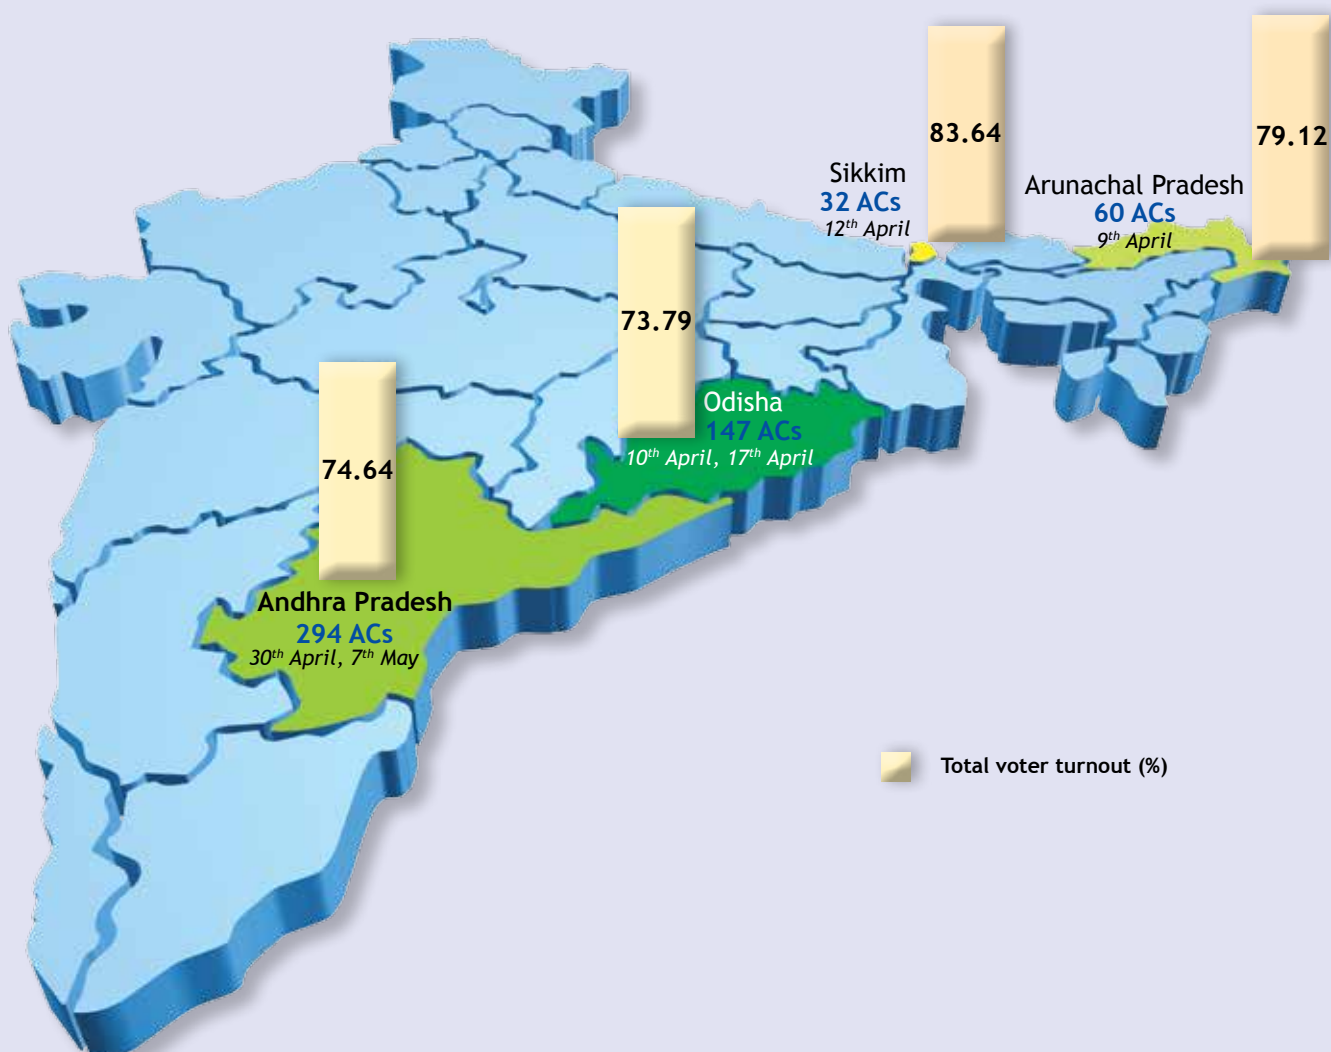 83.64
79.12
Sikkim
32 ACs
12th April
Arunachal Pradesh
60 ACs
9th April
73.79
Odisha
147 ACs
10th April, 17th April
74.64
Andhra Pradesh
294 ACs
30th April, 7th May
Total voter turnout (%)